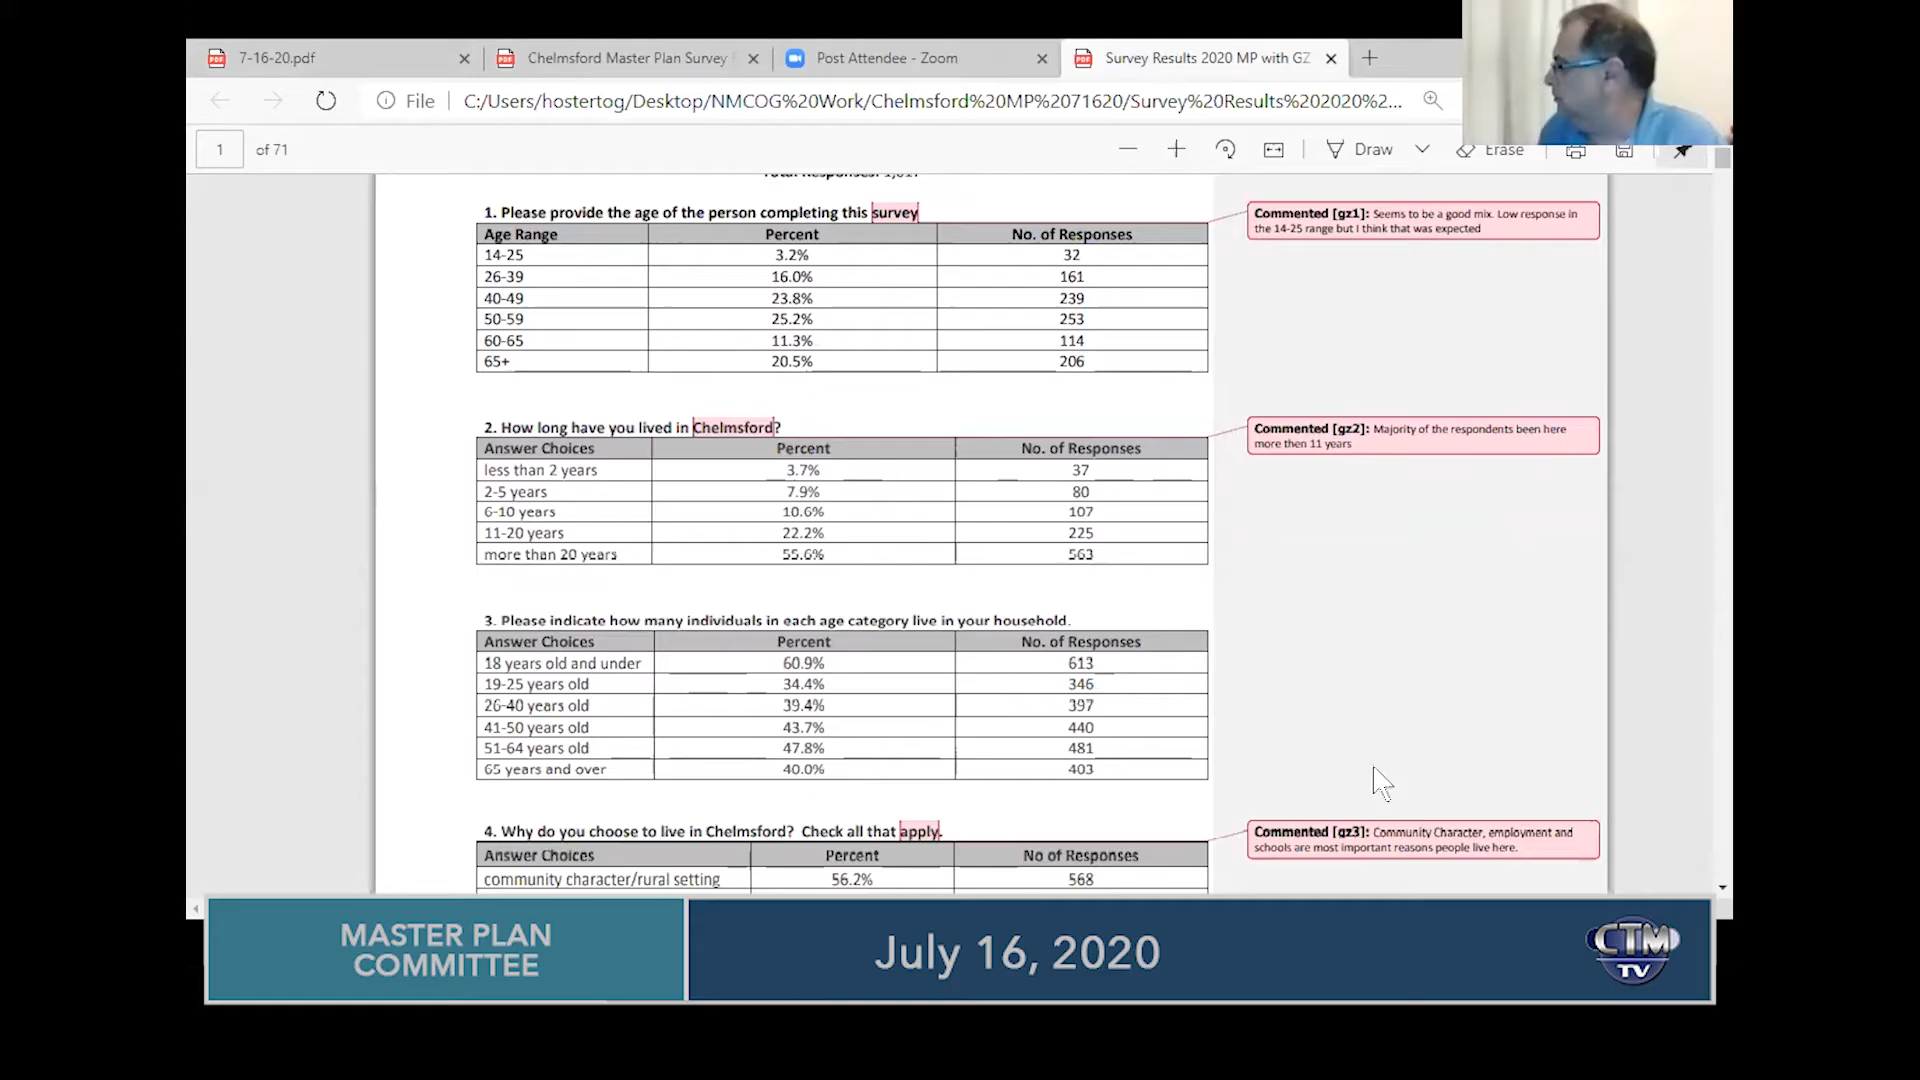 7-16-20.pdf
Chelmsford Master Plan Survey
Post Attendee - Zoom
Survey Results 2020 MP with GZ
File
C:/Users/hostertog/Desktop/NMCOG%20Work/Chelmsford%20MP%2071620/Survey%20Results%202020%2...
1 of 71
Draw
Erase
Total Responses:
1. Please provide the age of the person completing this survey
Age Range Percent No. of Responses
14-25 3.2% 32
26-39 16.0% 161
40-49 23.8% 239
50-59 25.2% 253
60-65 11.3% 114
65+ 20.5% 206
Commented [gz1]: Seems to be a good mix. Low response in
the 14-25 range but I think that was expected
2. How long have you lived in Chelmsford?
Answer Choices Percent No. of Responses
less than 2 years 3.7% 37
2-5 years 7.9% 80
6-10 years 10.6% 107
11-20 years 22.2% 225
more than 20 years 55.6% 563
Commented [gz2]: Majority of the respondents been here
more then 11 years
3. Please indicate how many individuals in each age category live in your household.
Answer Choices Percent No. of Responses
18 years old and under 60.9% 613
19-25 years old 34.4% 346
26-40 years old 39.4% 397
41-50 years old 43.7% 440
51-64 years old 47.8% 481
65 years and over 40.0% 403
4. Why do you choose to live in Chelmsford? Check all that apply.
Answer Choices Percent No of Responses
community character/rural setting 56.2% 568
Commented [gz3]: Community Character, employment and
schools are most important reasons people live here.
MASTER PLAN
COMMITTEE
July 16, 2020
CTM
TV